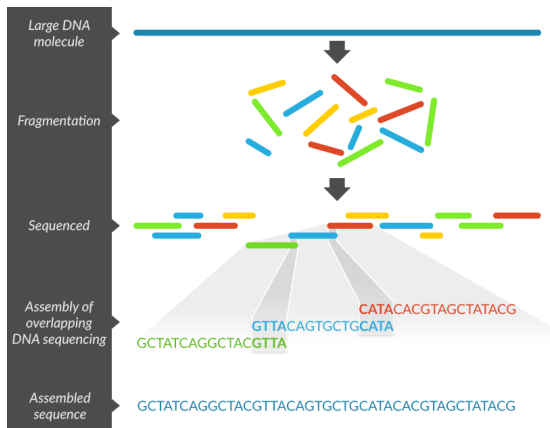 Large DNA
molecule
Fragmentation
Sequenced
Assembly of
overlapping
DNA sequencing
CATACACGTAGCTATACG
GTTACAGTGCTGCATA
GCTATCAGGCTACGTTA
Assembled
sequence
GCTATCAGGCTACGTTACAGTGCTGCATACACGTAGCTATACG